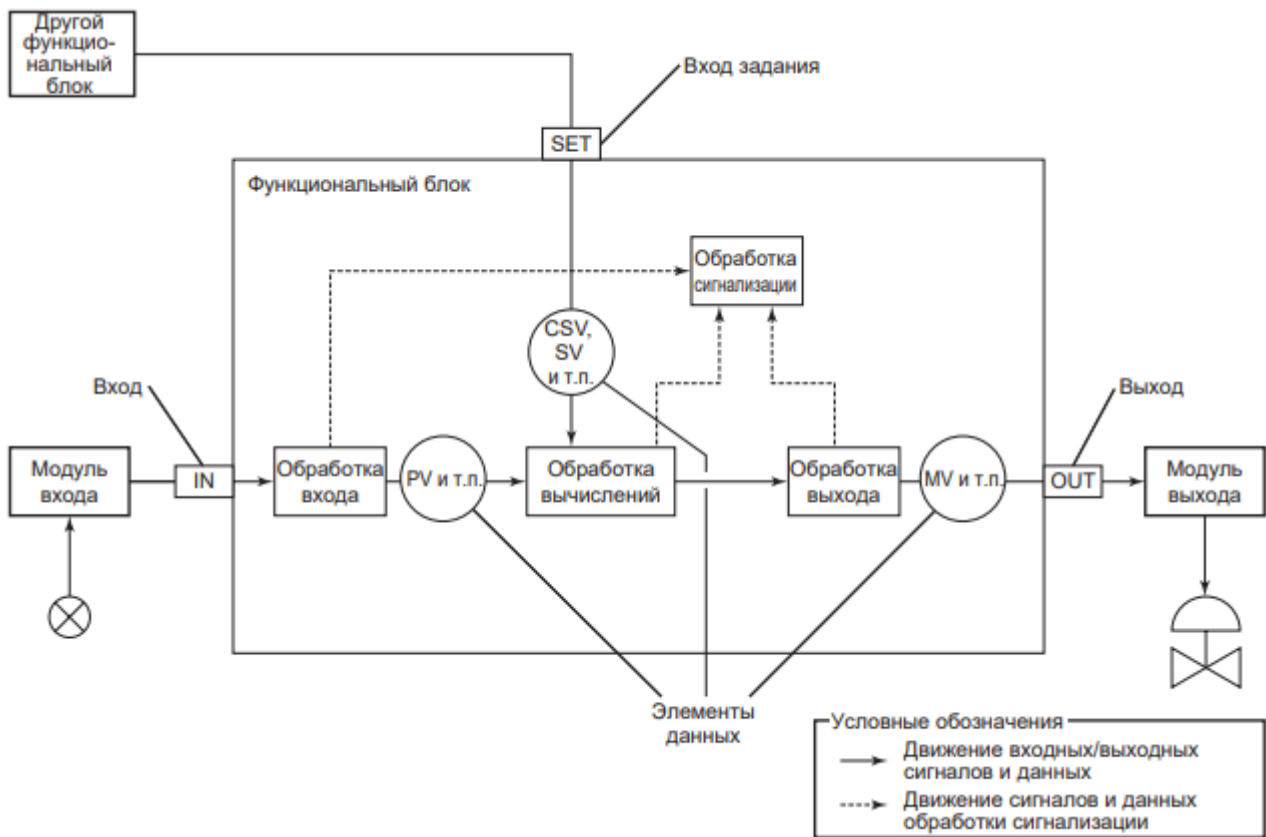 Другой
функцио-
нальный
блок
Вход задания
SET
Функциональный блок
Обработка
сигнализации
CSV,
SV
и т.п.
Вход
Выход
Модуль
входа
IN
Обработка
входа
PV и т.п.
Обработка
вычислений
Обработка
выхода
MV и т.п.
OUT
Модуль
выхода
Элементы
данных
Условные обозначения
Движение входных/выходных
сигналов и данных
Движение сигналов и данных
обработки сигнализации